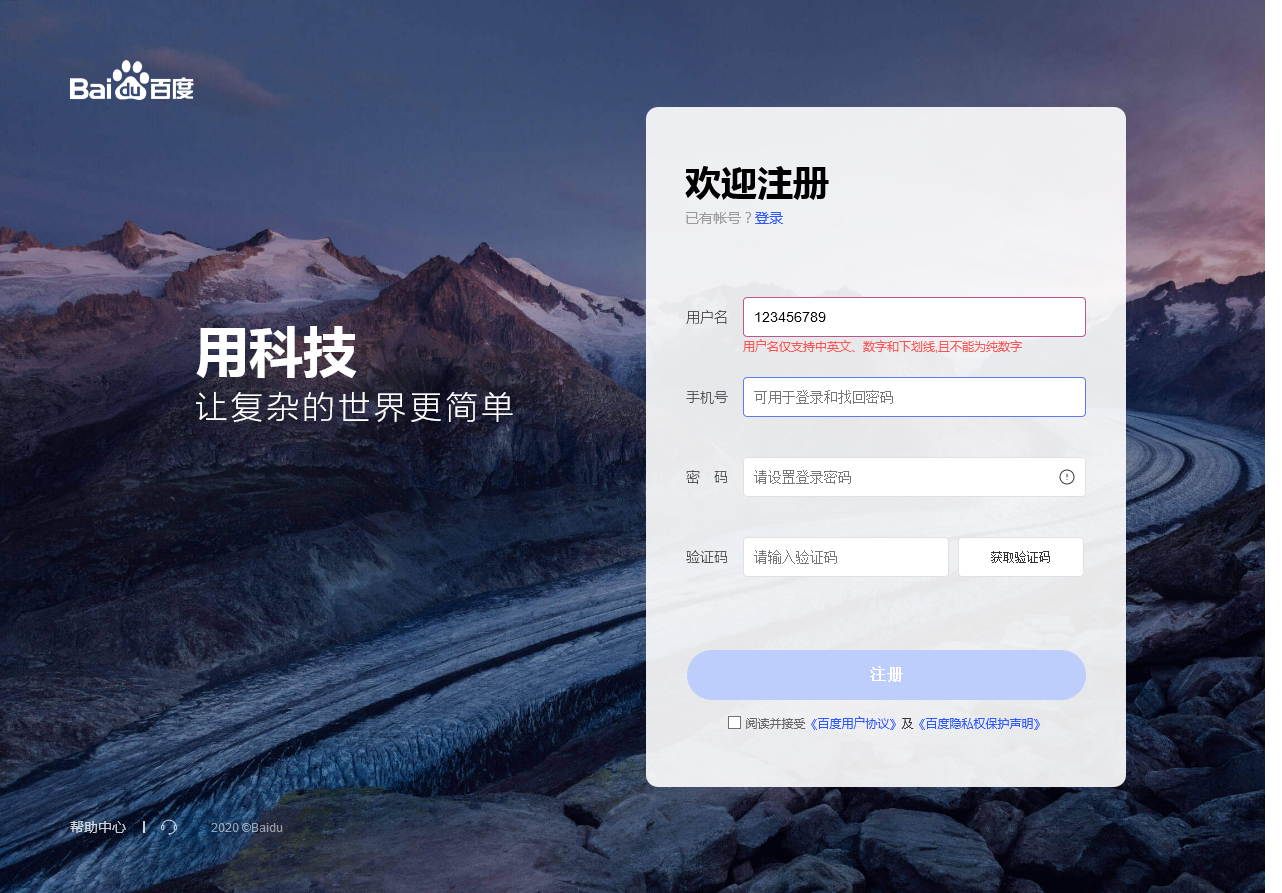 Baidu百度
欢迎注册
已有帐号？登录
用户名 123456789
用户名仅支持中英文、数字和下划线,且不能为纯数字
用科技
让复杂的世界更简单
手机号 可用于登录和找回密码
密 码 请设置登录密码
验证码 请输入验证码 获取验证码
注册
阅读并接受《百度用户协议》及《百度隐私权保护声明》
帮助中心 2020 ©Baidu